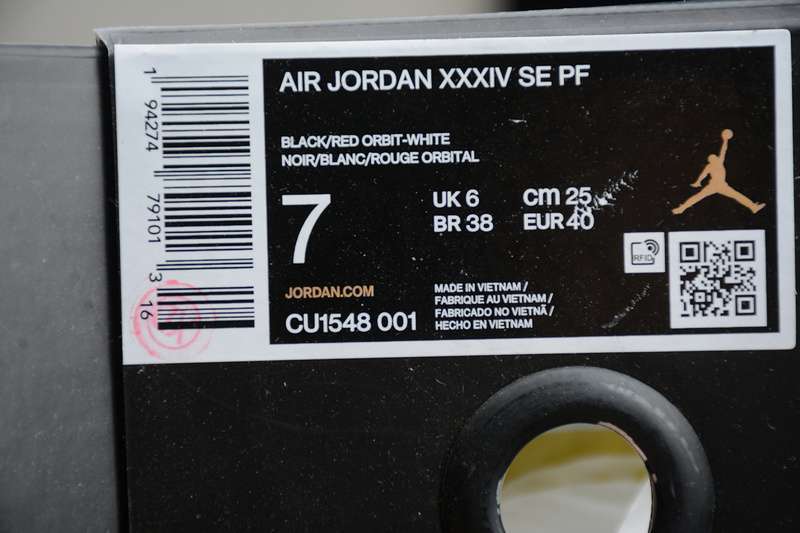 AIR JORDAN XXXIV SE PF
BLACK/RED ORBIT-WHITE
NOIR/BLANC/ROUGE ORBITAL
7
UK 6
cm 25
BR 38
EUR 40
RFID
JORDAN.COM
CU1548 001
MADE IN VIETNAM /
FABRIQUE AU VIETNAM /
FABRICADO NO VIETNÃ /
HECHO EN VIETNAM
1 94274 79101 3
16